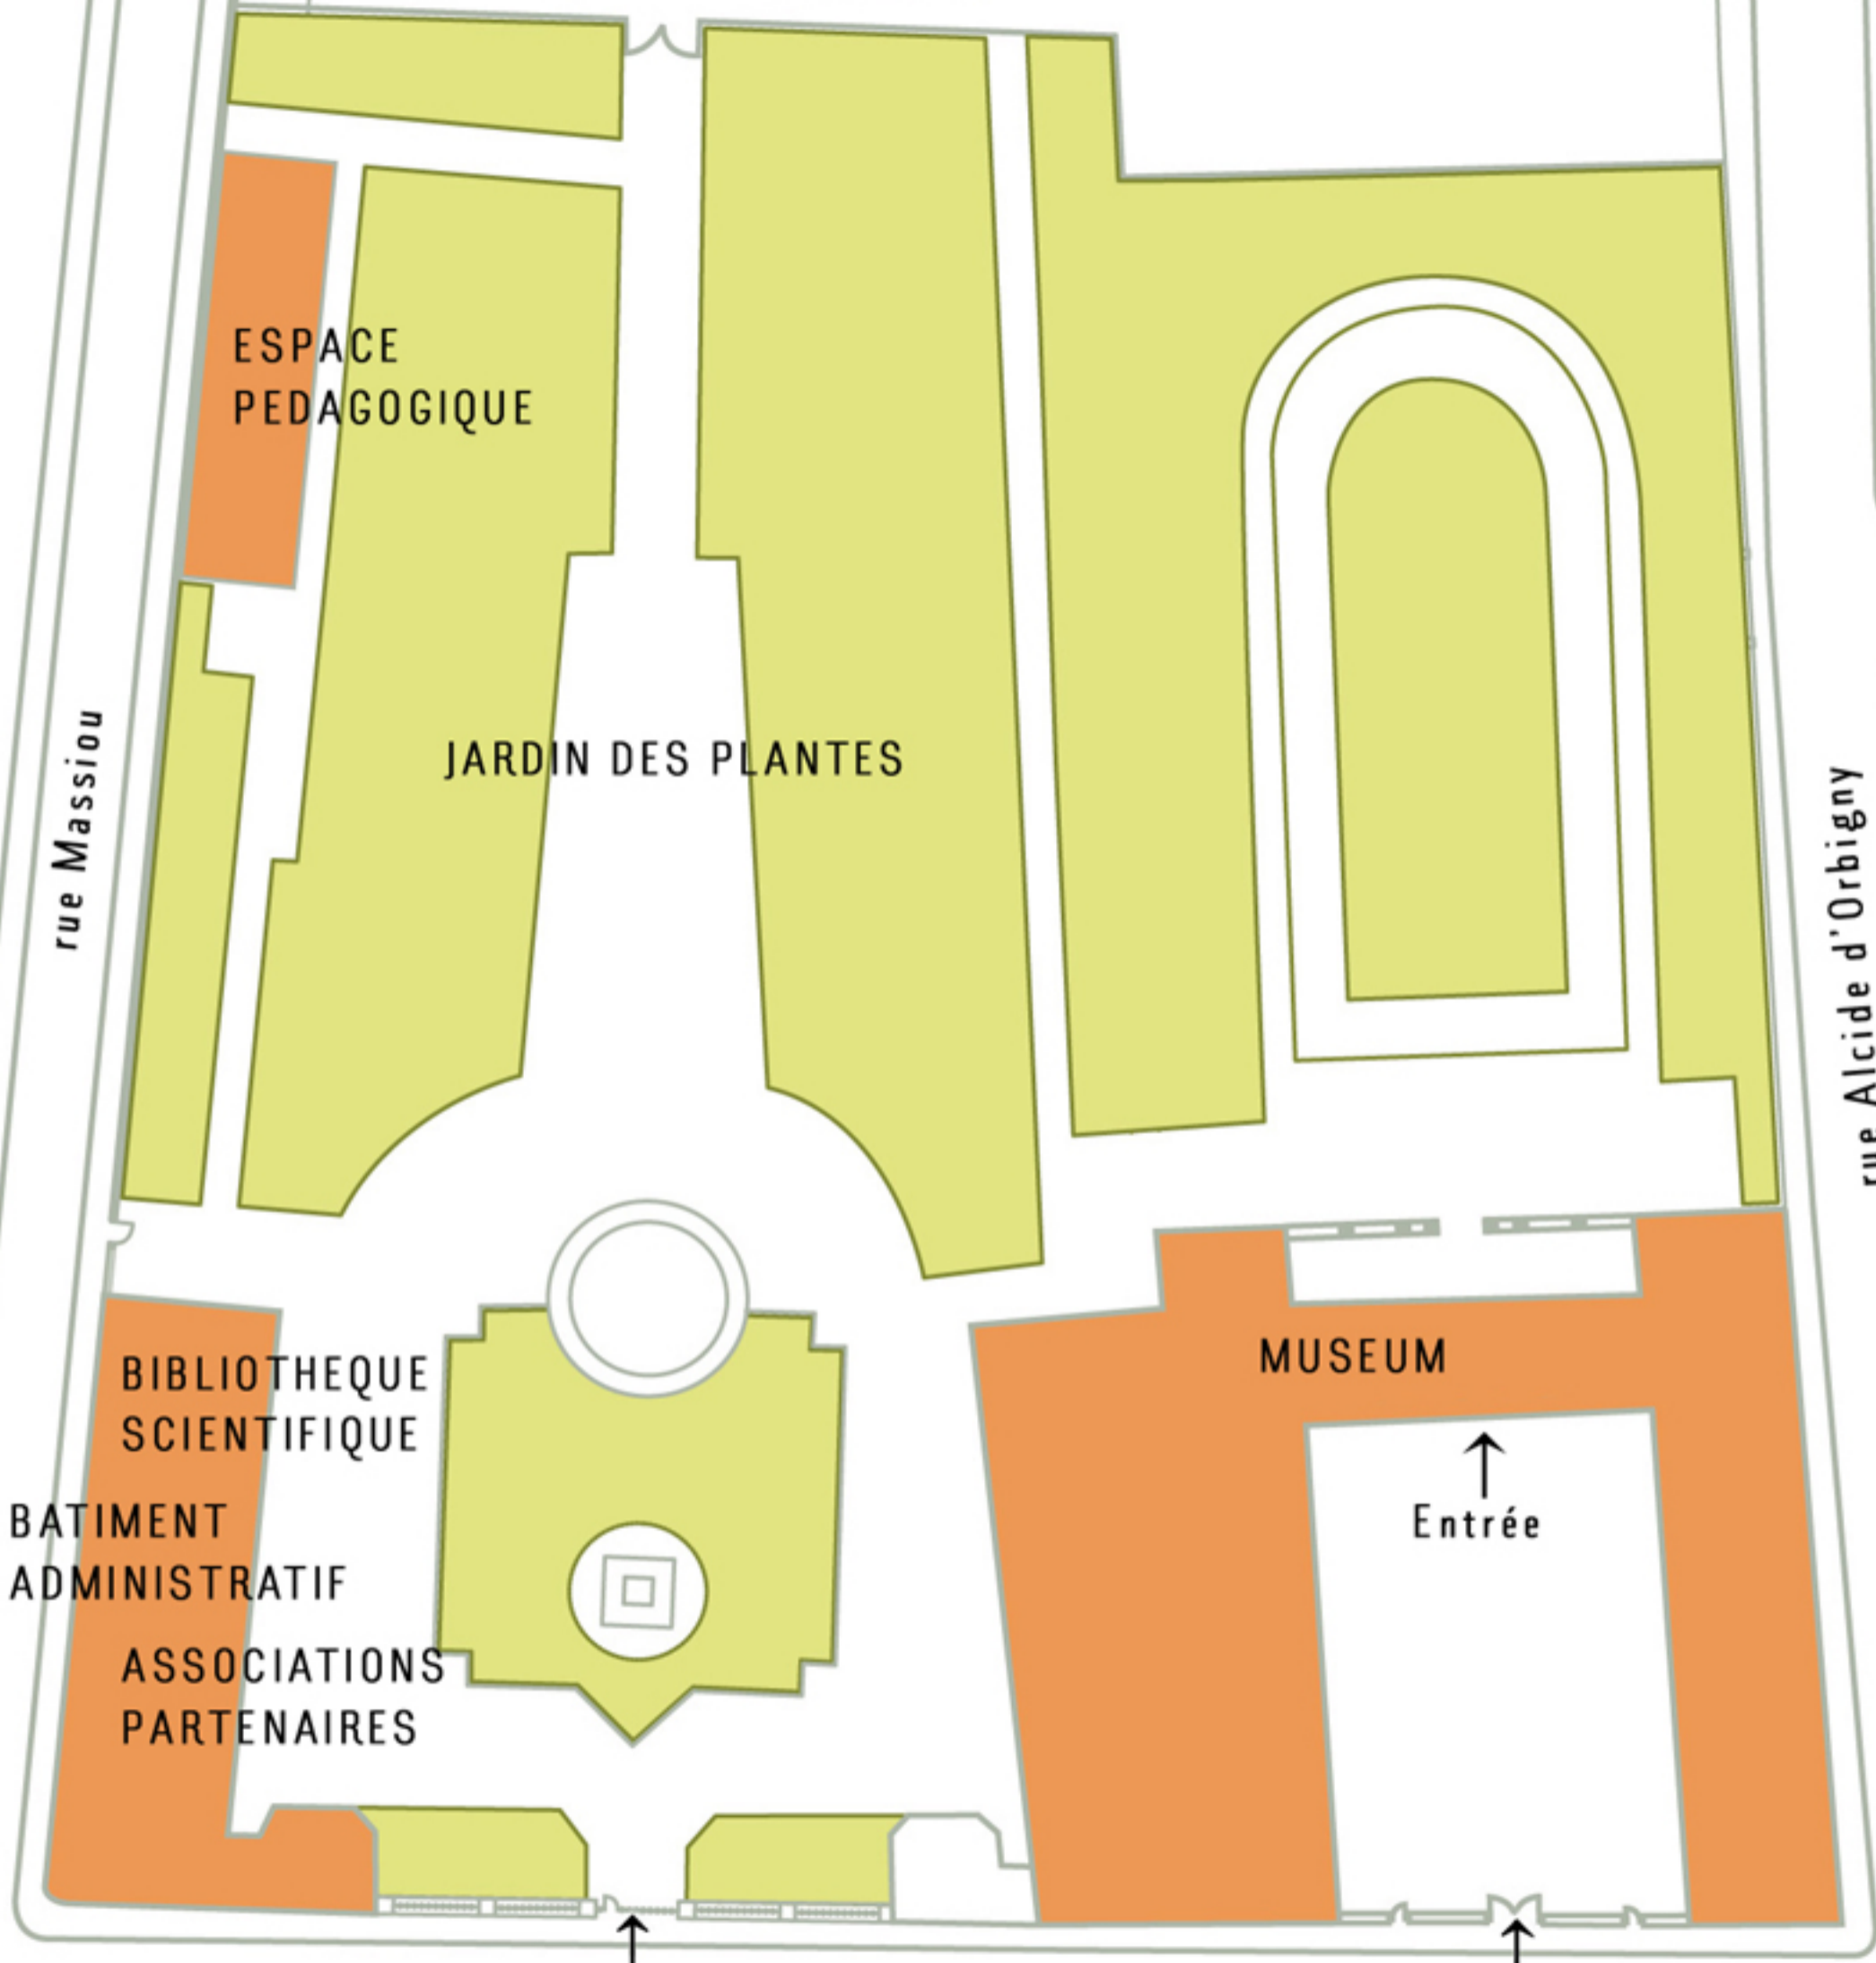 ESPACE
PEDAGOGIQUE
JARDIN DES PLANTES
rue Massiou
rue Alcide d'Orbigny
MUSEUM
BIBLIOTHEQUE
SCIENTIFIQUE
Entrée
BATIMENT
ADMINISTRATIF
ASSOCIATIONS
PARTENAIRES